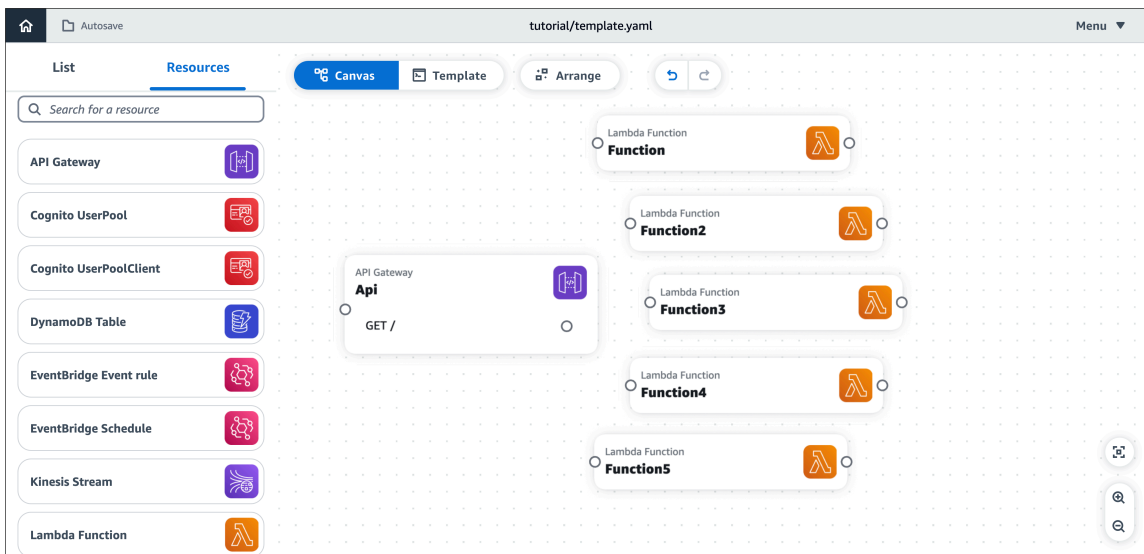 Autosave
tutorial/template.yaml
Menu
List
Resources
Canvas
Template
Arrange
Search for a resource
API Gateway
Cognito UserPool
Cognito UserPoolClient
DynamoDB Table
EventBridge Event rule
EventBridge Schedule
Kinesis Stream
Lambda Function
API Gateway
Api
GET /
Lambda Function
Function
Lambda Function
Function2
Lambda Function
Function3
Lambda Function
Function4
Lambda Function
Function5